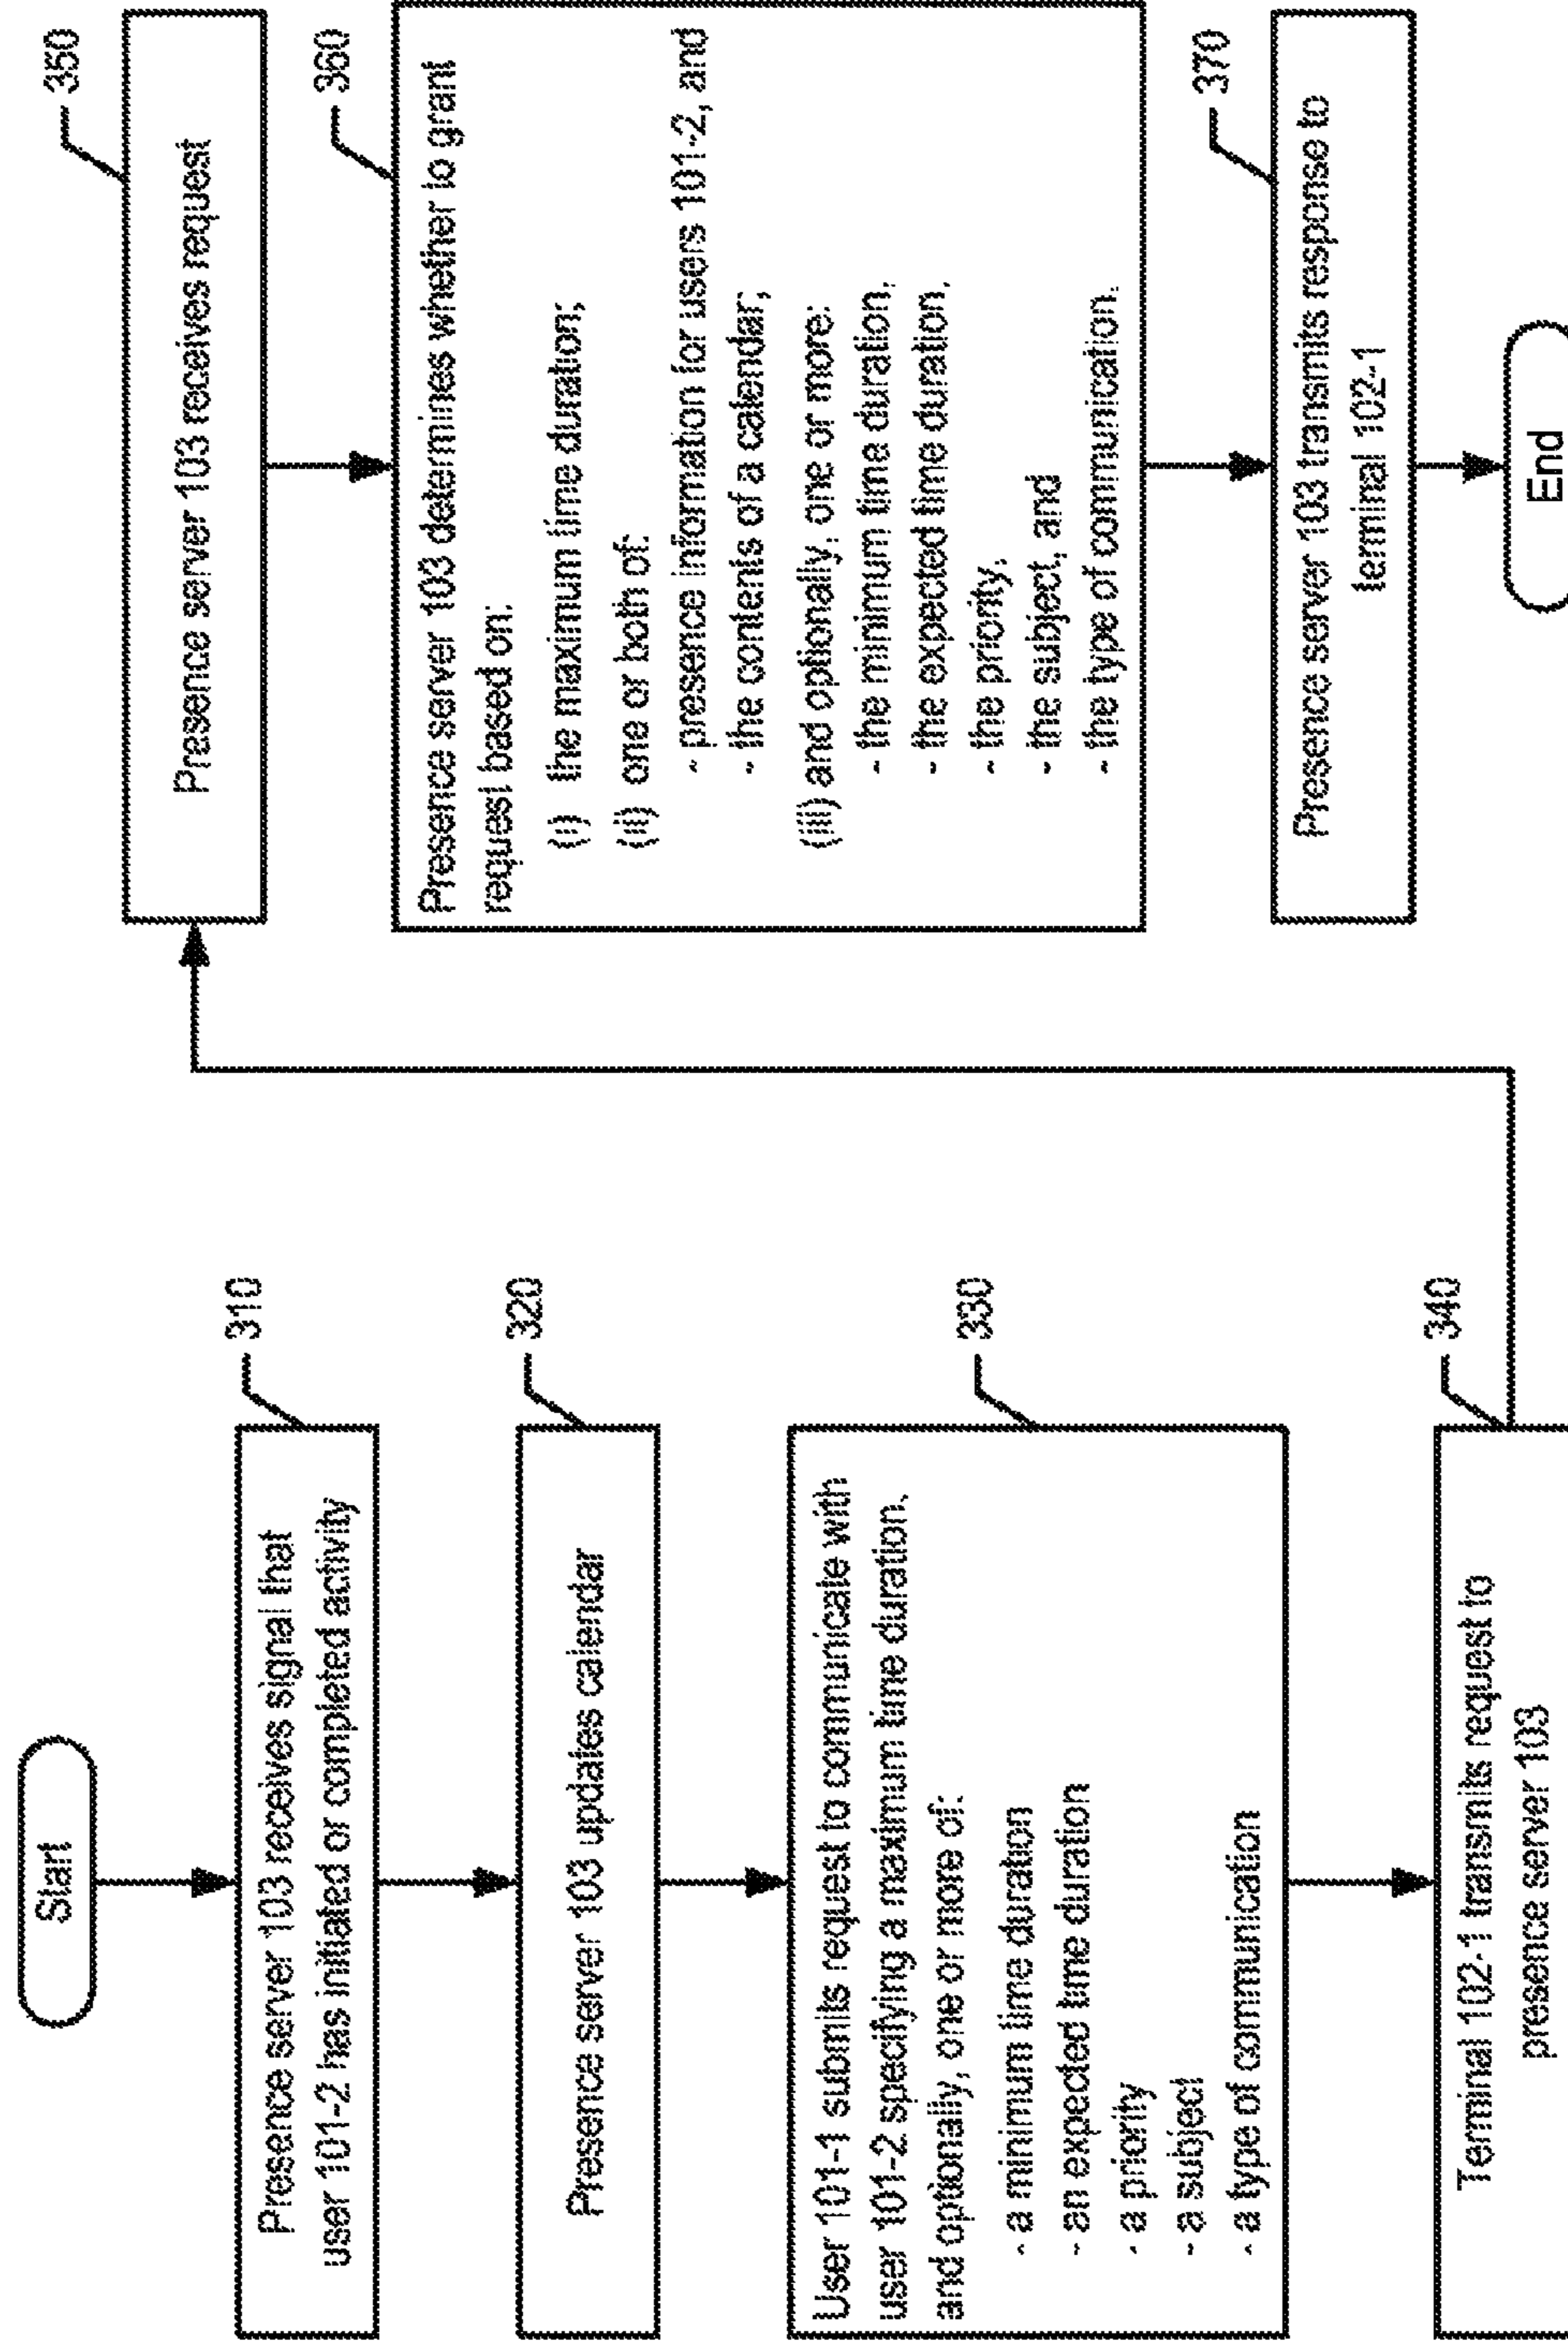 Start
310
Presence server 103 receives signal that
user 101-2 has initiated or completed activity
320
Presence server 103 updates calendar
330
User 101-1 submits request to communicate with
user 101-2 specifying a maximum time duration,
and optionally, one or more of:
- a minimum time duration
- an expected time duration
- a priority
- a subject
- a type of communication
340
Terminal 102-1 transmits request to
presence server 103
350
Presence server 103 receives request
360
Presence server 103 determines whether to grant
request based on:
(i) the maximum time duration;
(ii) one or both of:
- presence information for users 101-2, and
- the contents of a calendar;
(iii) and optionally, one or more:
- the minimum time duration,
- the expected time duration,
- the priority,
- the subject, and
- the type of communication.
370
Presence server 103 transmits response to
terminal 102-1
End